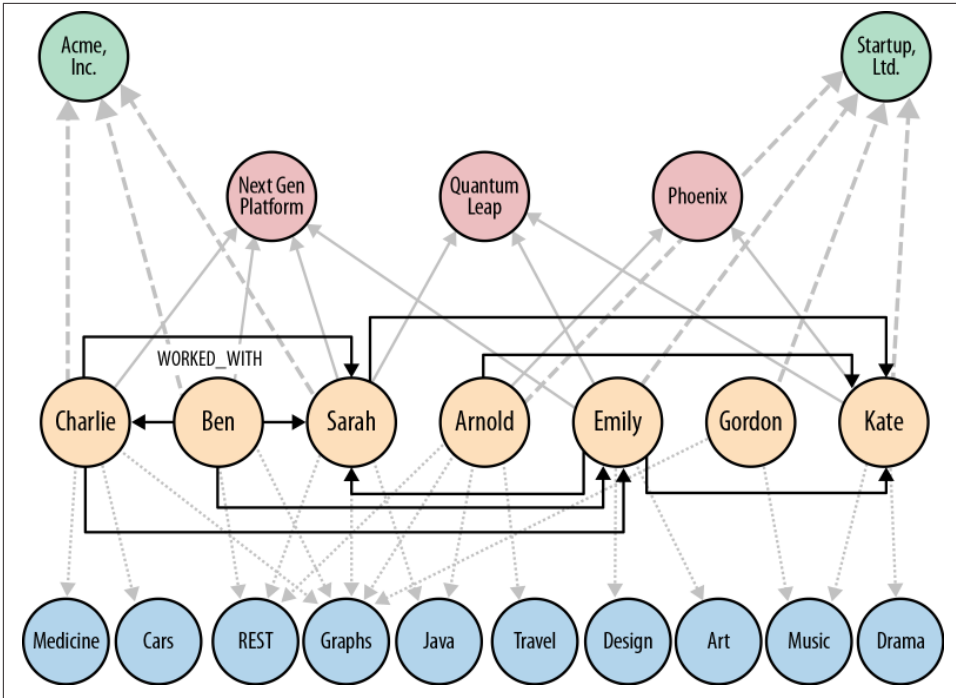 Acme,
Inc.
Startup,
Ltd.
Next Gen
Platform
Quantum
Leap
Phoenix
WORKED_WITH
Charlie
Ben
Sarah
Arnold
Emily
Gordon
Kate
Medicine
Cars
REST
Graphs
Java
Travel
Design
Art
Music
Drama